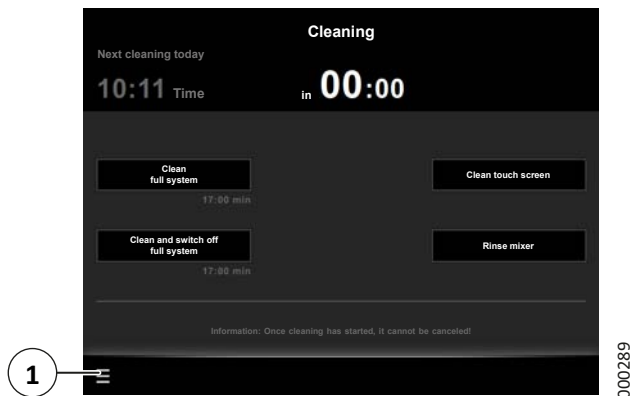 Cleaning
Next cleaning today
10:11 Time
in 00:00
Clean
full system
17:00 min
Clean touch screen
Clean and switch off
full system
17:00 min
Rinse mixer
Information: Once cleaning has started, it cannot be canceled!
1
000289